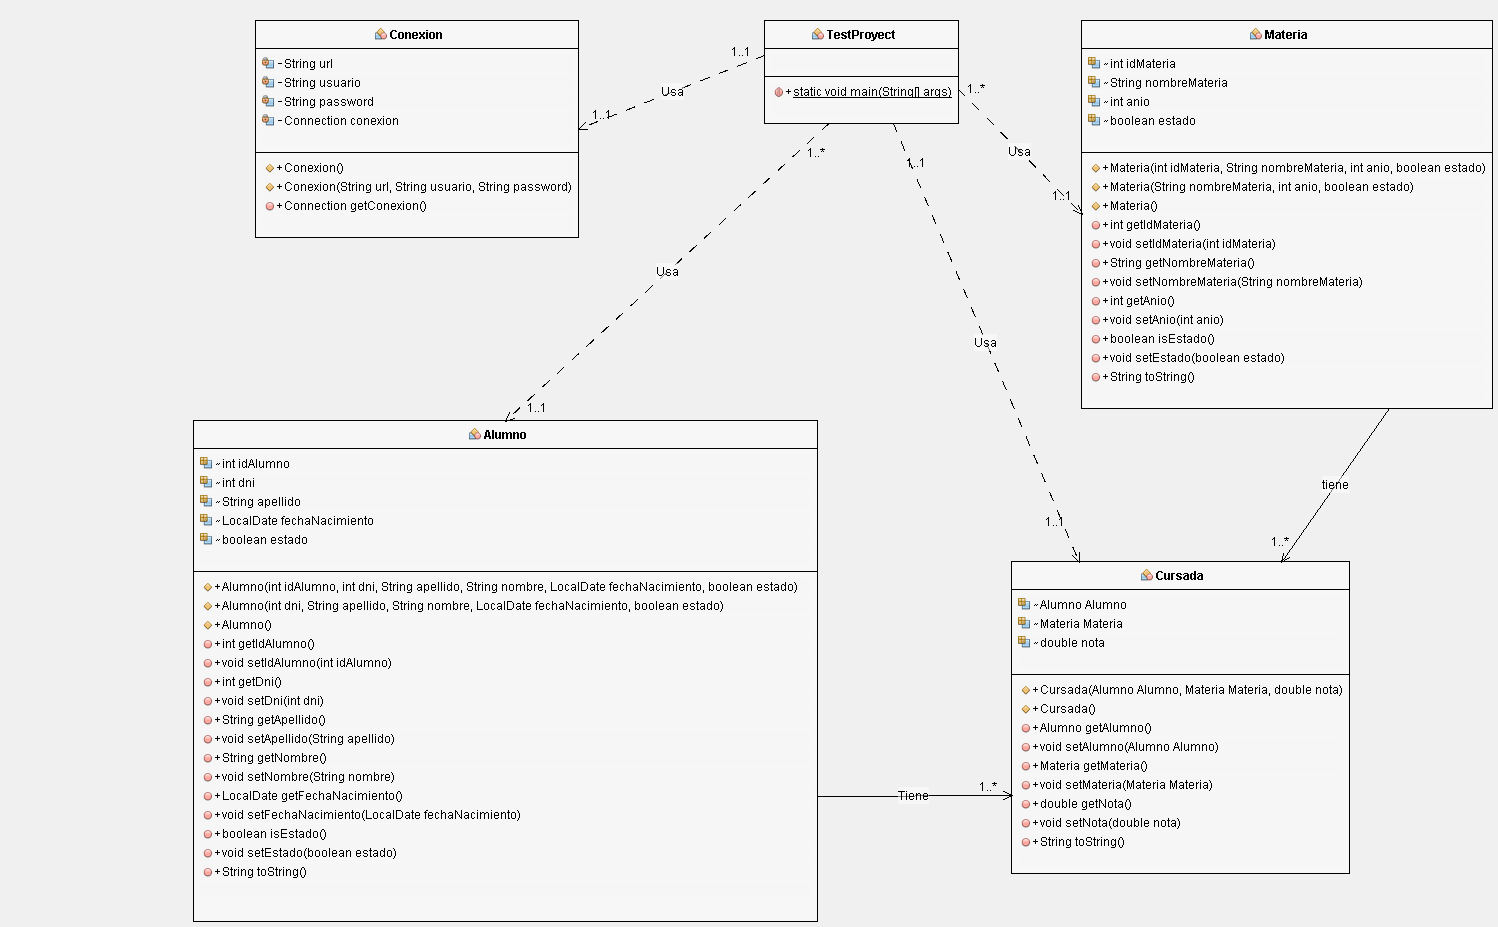 Conexion
-String url
-String usuario
-String password
-Connection conexion
+Conexion()
+Conexion(String url, String usuario, String password)
+Connection getConexion()
TestProyect
+static void main(String[] args)
Materia
~int idMateria
~String nombreMateria
~int anio
~boolean estado
+Materia(int idMateria, String nombreMateria, int anio, boolean estado)
+Materia(String nombreMateria, int anio, boolean estado)
+Materia()
+int getIdMateria()
+void setIdMateria(int idMateria)
+String getNombreMateria()
+void setNombreMateria(String nombreMateria)
+int getAnio()
+void setAnio(int anio)
+boolean isEstado()
+void setEstado(boolean estado)
+String toString()
1..1
Usa
1..1
1..*
Usa
1..1
1..*
Usa
1..1
1..1
Usa
1..1
tiene
1..*
Alumno
~int idAlumno
~int dni
~String apellido
~LocalDate fechaNacimiento
~boolean estado
+Alumno(int idAlumno, int dni, String apellido, String nombre, LocalDate fechaNacimiento, boolean estado)
+Alumno(int dni, String apellido, String nombre, LocalDate fechaNacimiento, boolean estado)
+Alumno()
+int getIdAlumno()
+void setIdAlumno(int idAlumno)
+int getDni()
+void setDni(int dni)
+String getApellido()
+void setApellido(String apellido)
+String getNombre()
+void setNombre(String nombre)
+LocalDate getFechaNacimiento()
+void setFechaNacimiento(LocalDate fechaNacimiento)
+boolean isEstado()
+void setEstado(boolean estado)
+String toString()
Tiene
1..*
Cursada
~Alumno Alumno
~Materia Materia
~double nota
+Cursada(Alumno Alumno, Materia Materia, double nota)
+Cursada()
+Alumno getAlumno()
+void setAlumno(Alumno Alumno)
+Materia getMateria()
+void setMateria(Materia Materia)
+double getNota()
+void setNota(double nota)
+String toString()